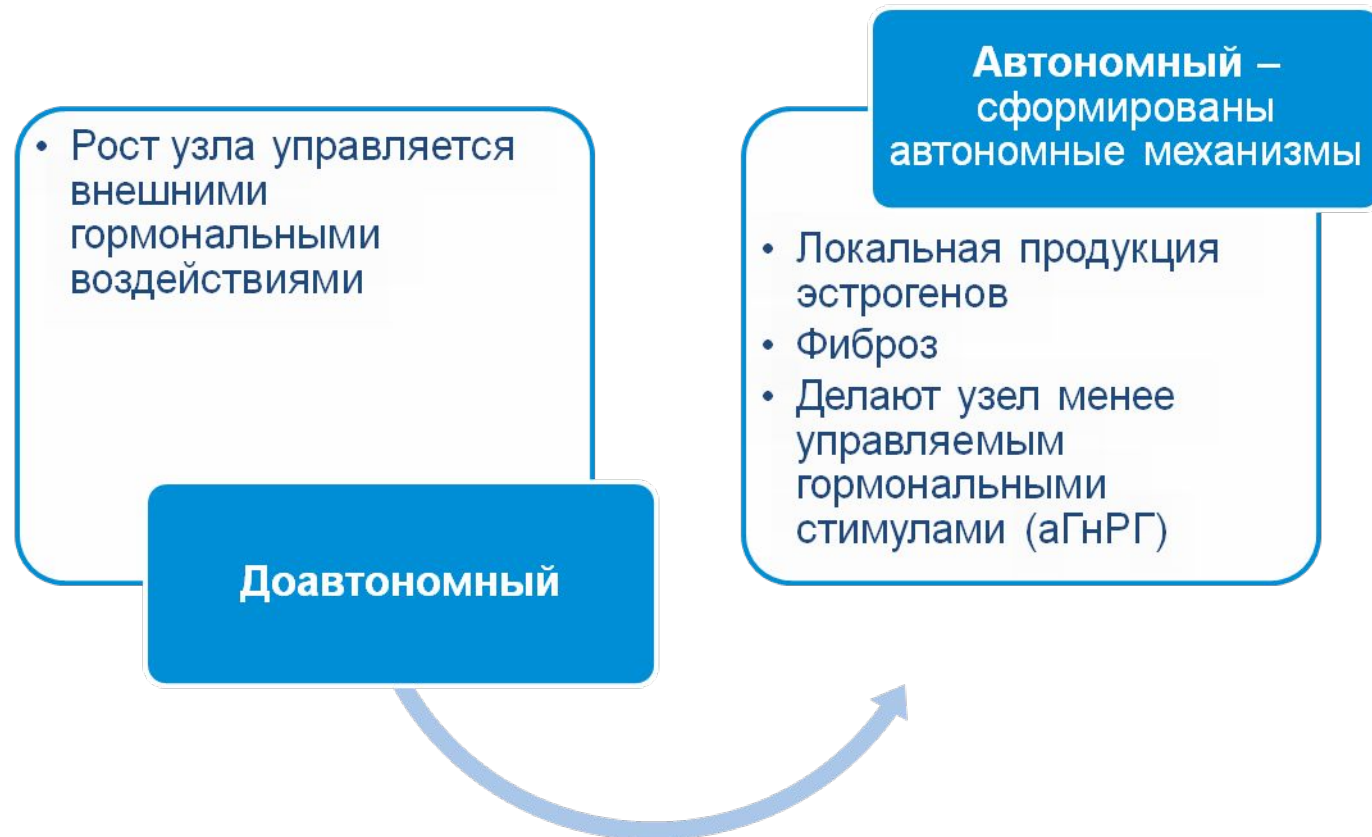 • Рост узла управляется
внешними
гормональными
воздействиями
Доавтономный
Автономный –
сформированы
автономные механизмы
• Локальная продукция
эстрогенов
• Фиброз
• Делают узел менее
управляемым
гормональными
стимулами (аГнРГ)